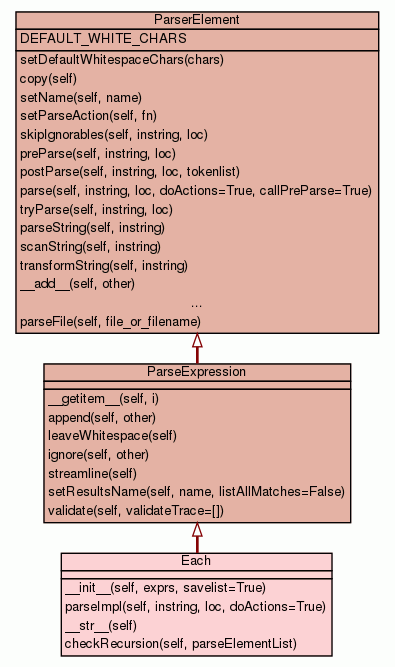 ParserElement
DEFAULT_WHITE_CHARS
setDefaultWhitespaceChars(chars)
copy(self)
setName(self, name)
setParseAction(self, fn)
skipIgnorables(self, instring, loc)
preParse(self, instring, loc)
postParse(self, instring, loc, tokenlist)
parse(self, instring, loc, doActions=True, callPreParse=True)
tryParse(self, instring, loc)
parseString(self, instring)
scanString(self, instring)
transformString(self, instring)
__add__(self, other)
...
parseFile(self, file_or_filename)
ParseExpression
__getitem__(self, i)
append(self, other)
leaveWhitespace(self)
ignore(self, other)
streamline(self)
setResultsName(self, name, listAllMatches=False)
validate(self, validateTrace=[])
Each
__init__(self, exprs, savelist=True)
parseImpl(self, instring, loc, doActions=True)
__str__(self)
checkRecursion(self, parseElementList)